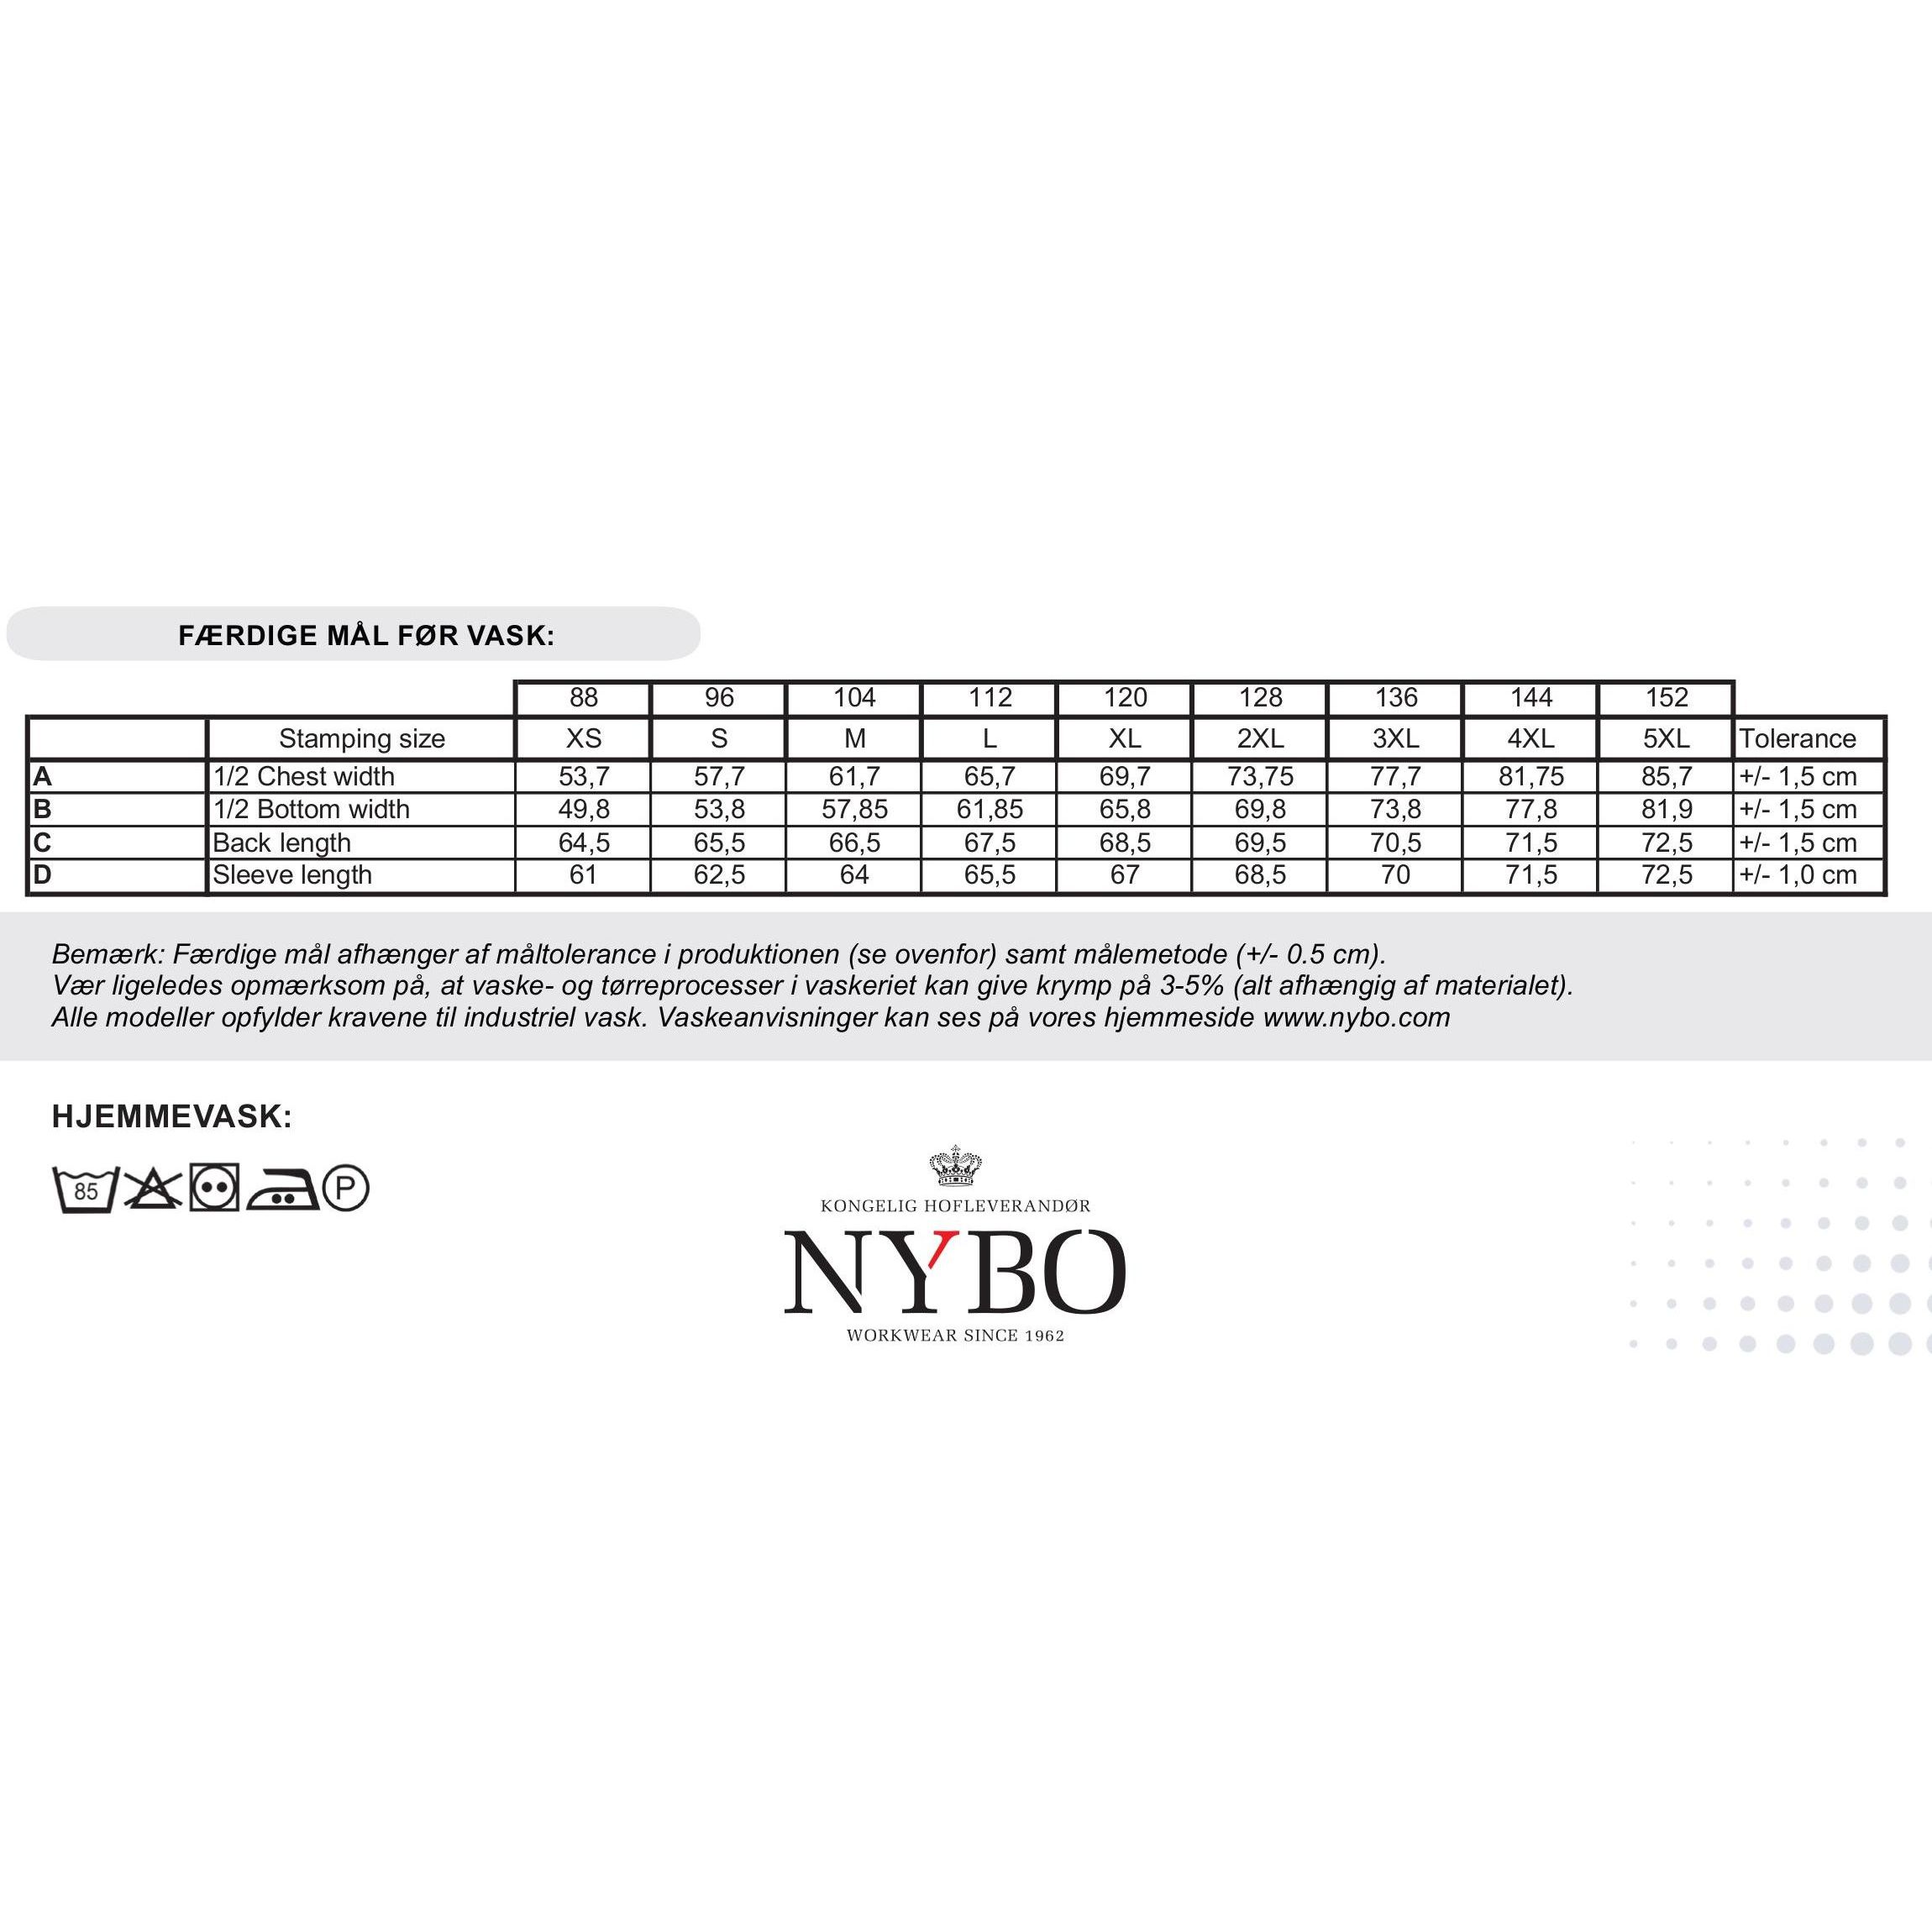 FÆRDIGE MÅL FØR VASK:
88 96 104 112 120 128 136 144 152
Stamping size XS S M L XL 2XL 3XL 4XL 5XL Tolerance
A 1/2 Chest width 53,7 57,7 61,7 65,7 69,7 73,75 77,7 81,75 85,7 +/- 1,5 cm
B 1/2 Bottom width 49,8 53,8 57,85 61,85 65,8 69,8 73,8 77,8 81,9 +/- 1,5 cm
C Back length 64,5 65,5 66,5 67,5 68,5 69,5 70,5 71,5 72,5 +/- 1,5 cm
D Sleeve length 61 62,5 64 65,5 67 68,5 70 71,5 72,5 +/- 1,0 cm
Bemærk: Færdige mål afhænger af måltolerance i produktionen (se ovenfor) samt målemetode (+/- 0.5 cm).
Vær ligeledes opmærksom på, at vaske- og tørreprocesser i vaskeriet kan give krymp på 3-5% (alt afhængig af materialet).
Alle modeller opfylder kravene til industriel vask. Vaskeanvisninger kan ses på vores hjemmeside www.nybo.com
HJEMMEVASK:
85 P
KONGELIG HOFLEVERANDØR
NYBO
WORKWEAR SINCE 1962